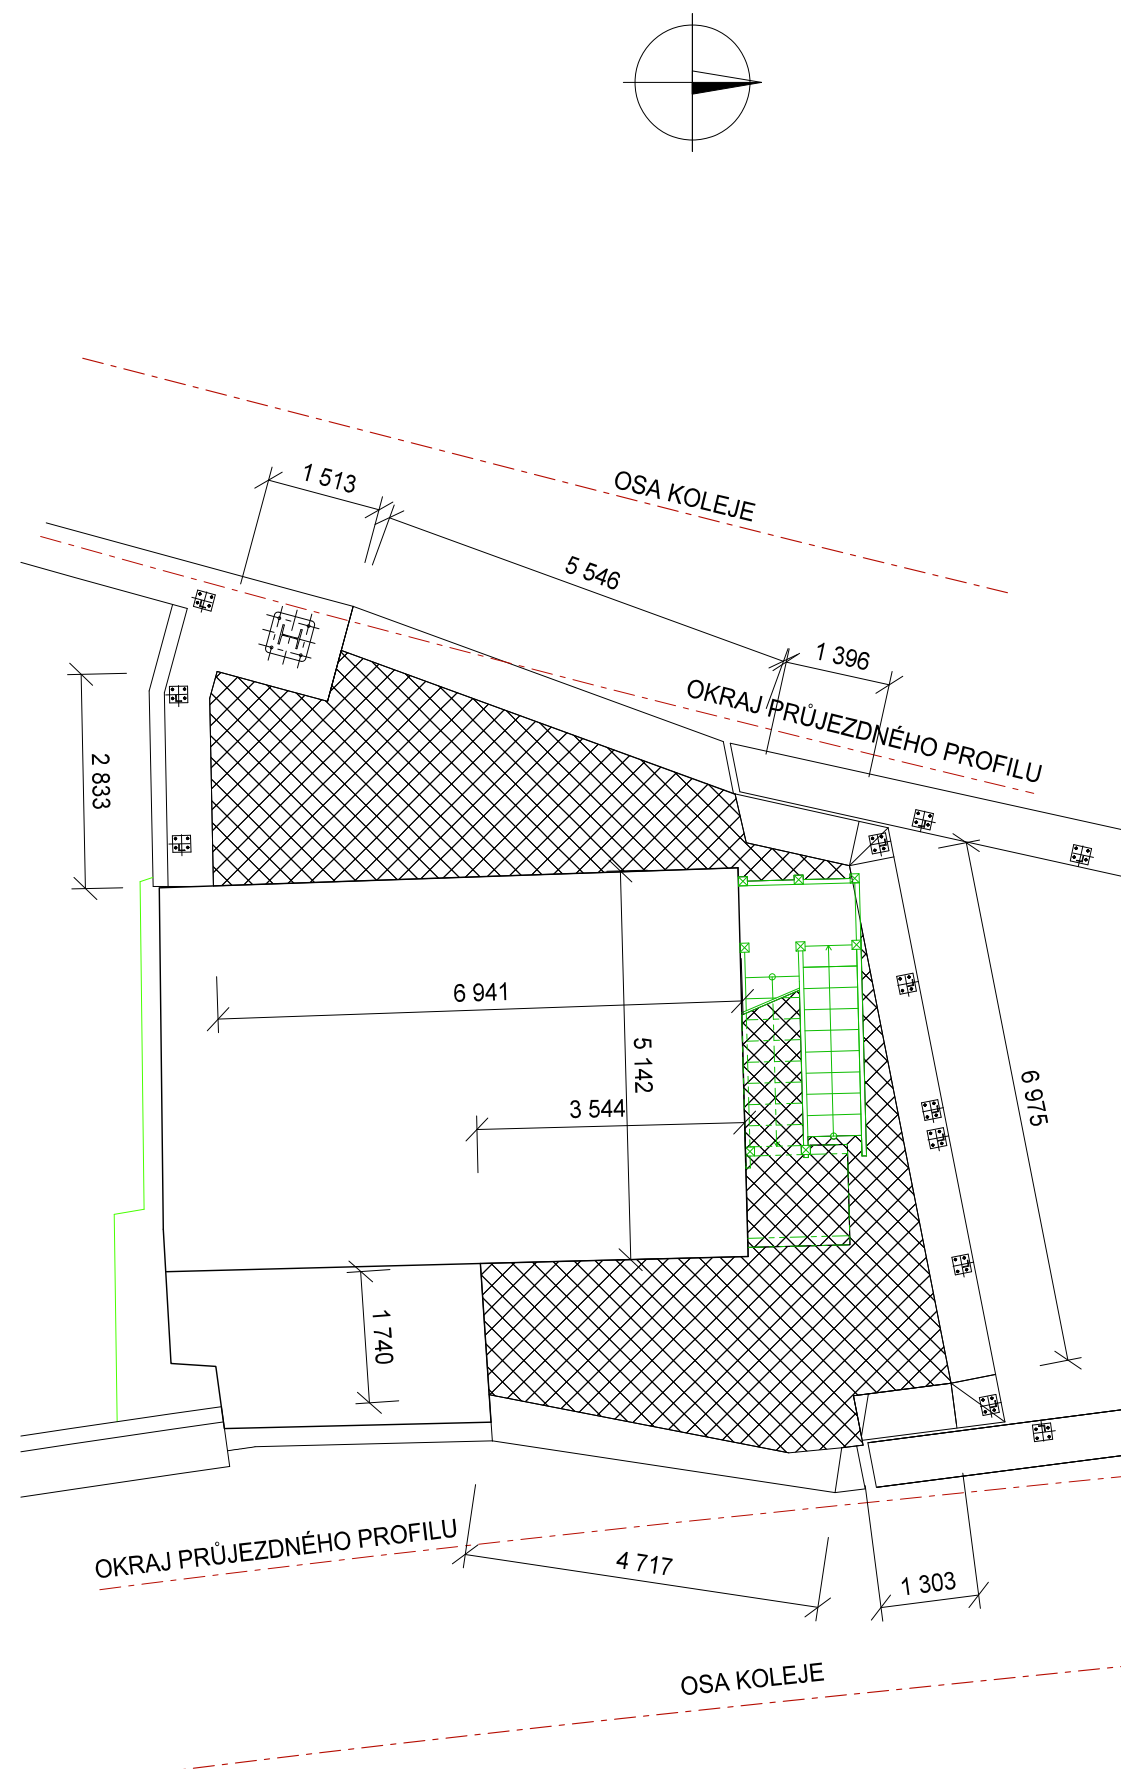 1 513
OSA KOLEJE
5 546
1 396
OKRAJ PRŮJEZDNÉHO PROFILU
2 833
6 941
5 142
6 975
3 544
1 740
OKRAJ PRŮJEZDNÉHO PROFILU
4 717
1 303
OSA KOLEJE